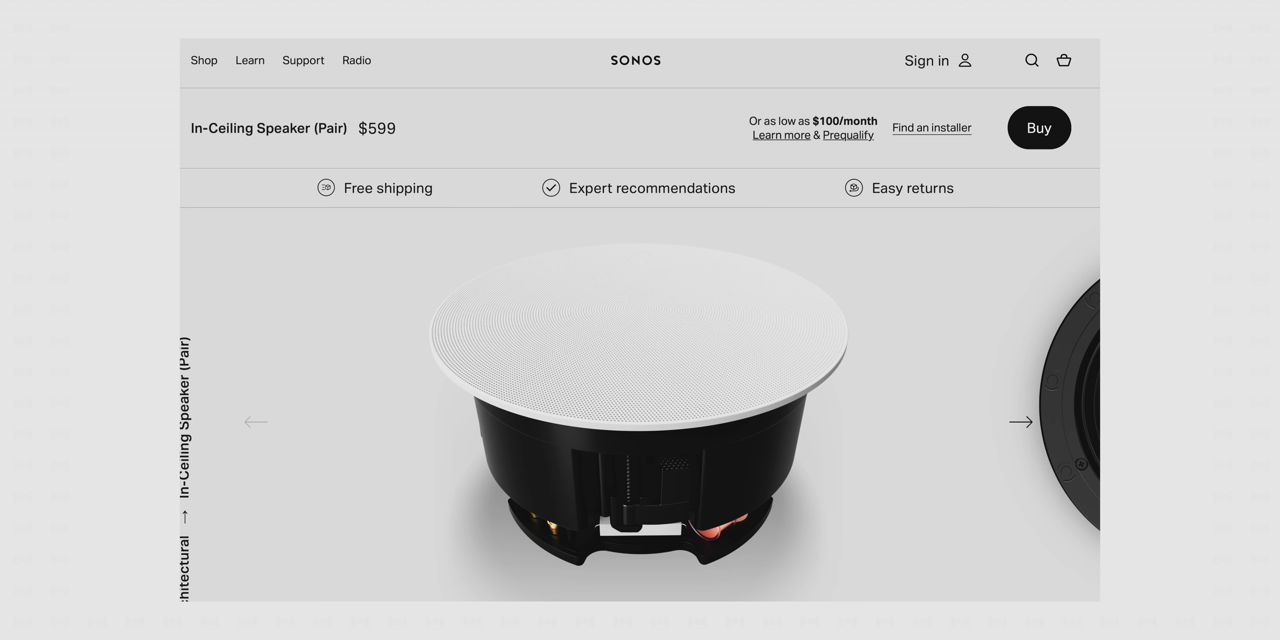 Shop Learn Support Radio SONOS Sign in
In-Ceiling Speaker (Pair) $599
Or as low as $100/month
Learn more & Prequalify
Find an installer
Buy
Free shipping Expert recommendations Easy returns
In-Ceiling Speaker (Pair)